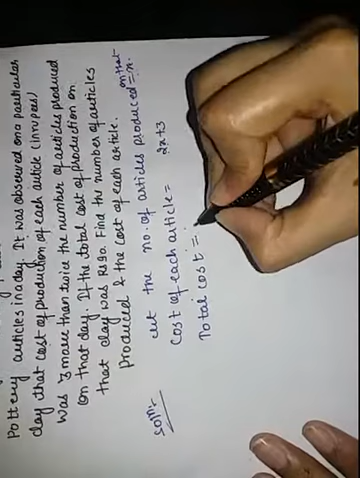 Pottery articles in a day. It was observed on a particular
day that cost of production of each article (in rupees)
was 3 more than twice the number of articles produced
on that day. If the total cost of production on
that day was Rs 90. Find the number of articles
produced & the cost of each article.
Soln:-
Let the no. of articles produced on that day = x.
Cost of each article = 2x+3
Total cost =